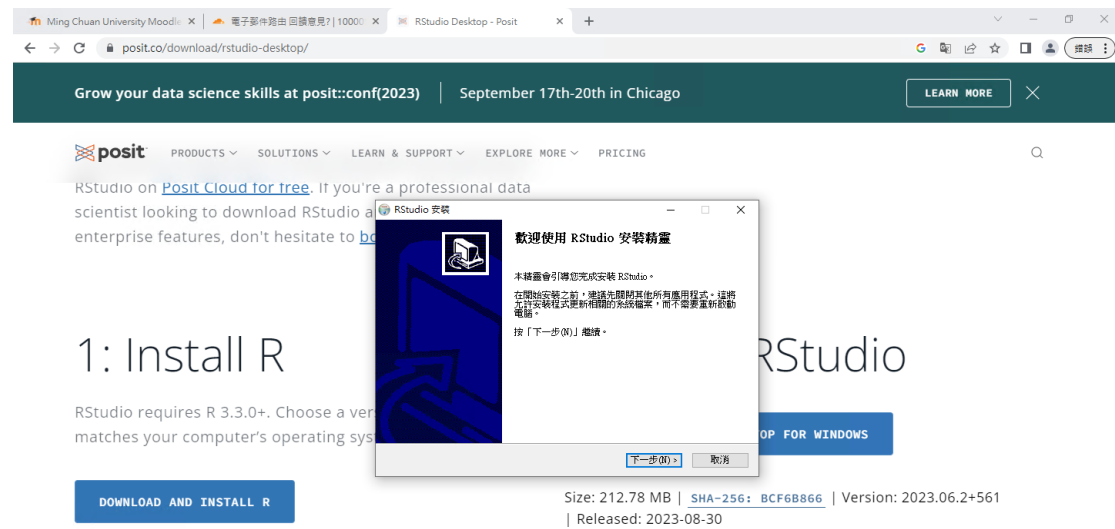 Ming Chuan University Moodle
電子郵件路由 回饋意見? | 10000
RStudio Desktop - Posit
posit.co/download/rstudio-desktop/
Grow your data science skills at posit::conf(2023)
September 17th-20th in Chicago
LEARN MORE
posit
PRODUCTS
SOLUTIONS
LEARN & SUPPORT
EXPLORE MORE
PRICING
RStudio on Posit Cloud for free. If you're a professional data
scientist looking to download RStudio a
enterprise features, don't hesitate to bo
1: Install R
RStudio requires R 3.3.0+. Choose a ver
matches your computer's operating sys
DOWNLOAD AND INSTALL R
RStudio 安裝
歡迎使用 RStudio 安裝精靈
本精靈會引導您完成安裝 RStudio。
在開始安裝之前，建議先關閉其他所有應用程式。這將
允許安裝程式更新相關的系統檔案，而不需要重新啟動
電腦。
按「下一步(N)」繼續。
下一步(N) >
取消
RStudio
OP FOR WINDOWS
Size: 212.78 MB | SHA-256: BCF6B866 | Version: 2023.06.2+561
| Released: 2023-08-30